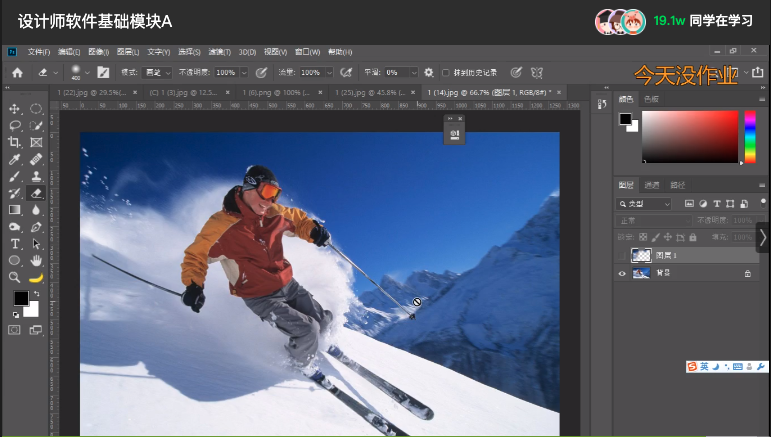 设计师软件基础模块A
19.1w 同学在学习
文件(F) 编辑(E) 图像(I) 图层(L) 文字(Y) 选择(S) 滤镜(T) 3D(D) 视图(V) 窗口(W) 帮助(H)
400 模式: 画笔 不透明度: 100% 流量: 100% 平滑: 0% 抹到历史记录
今天没作业
1 (22).jpg @ 29.5%(... × (C) 1 (3).jpg @ 12.5... × 1 (6).png @ 100% (... × 1 (25).jpg @ 45.8% (... × 1 (14).jpg @ 66.7% (图层 1, RGB/8#) * ×
颜色 色板
图层 通道 路径
类型
正常 不透明度: 100%
锁定: 填充: 100%
图层 1
背景
英